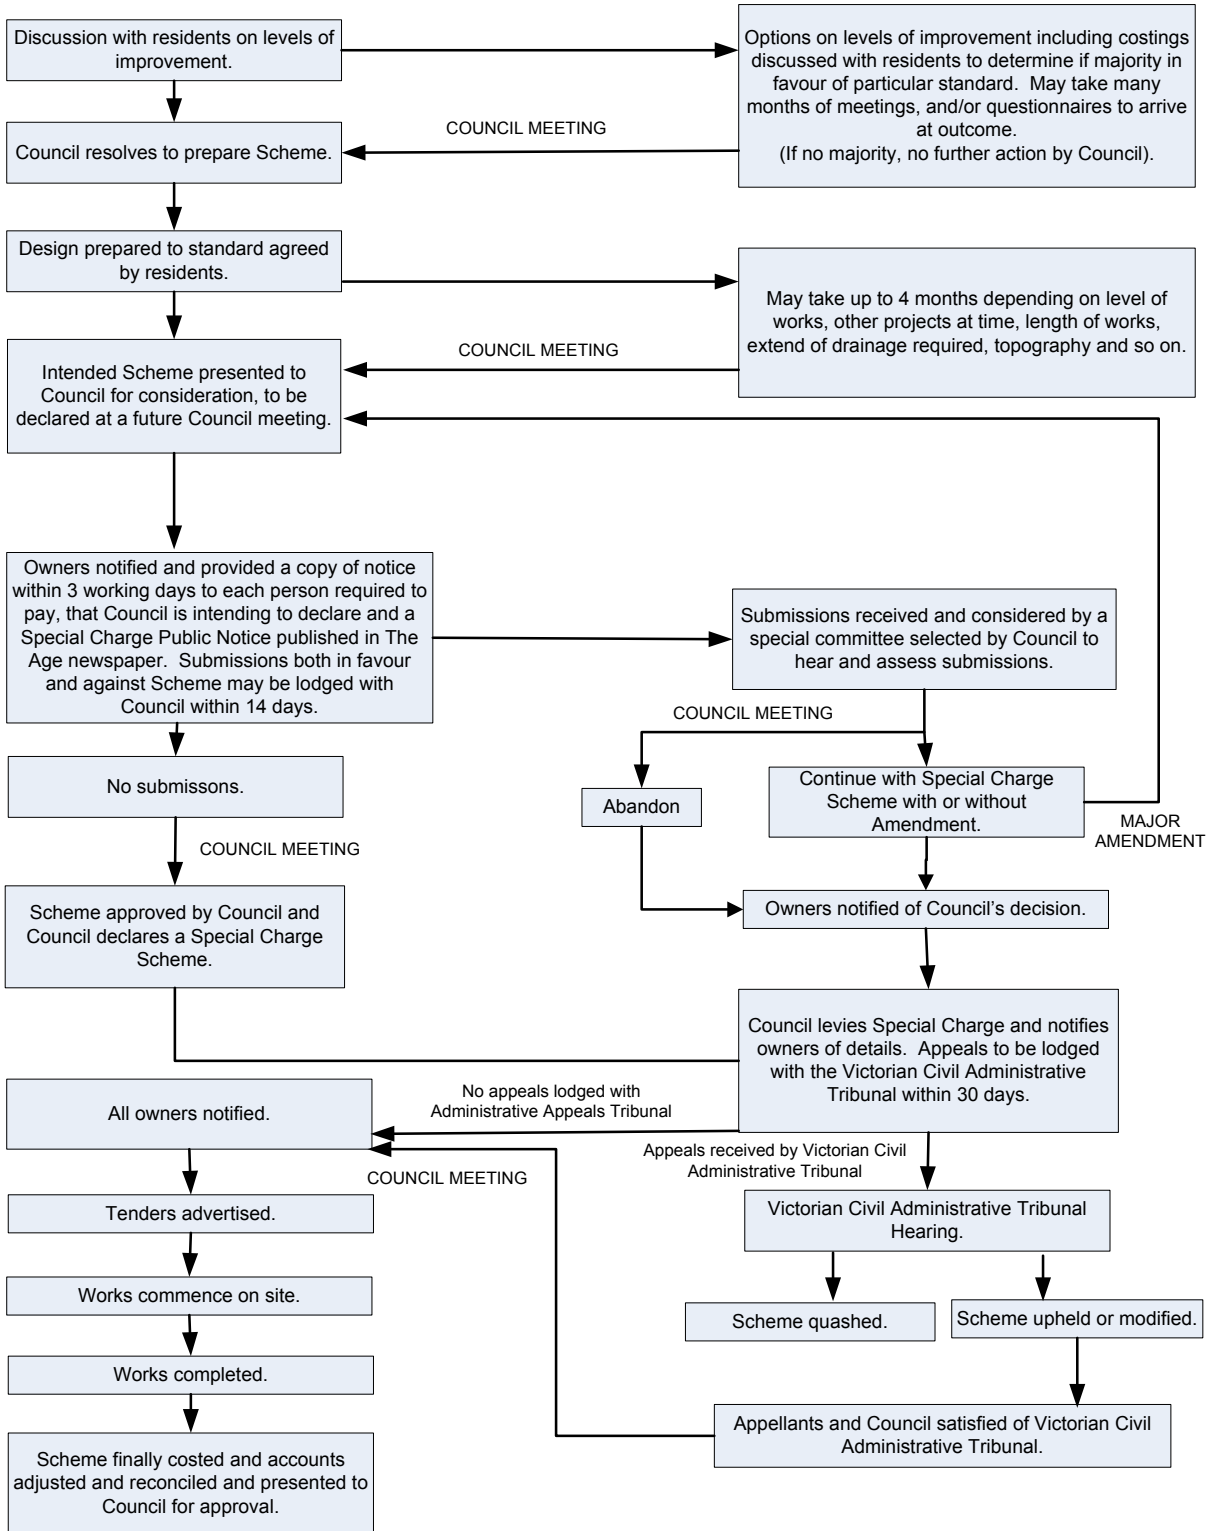 Discussion with residents on levels of
improvement.
Options on levels of improvement including costings
discussed with residents to determine if majority in
favour of particular standard.  May take many
months of meetings, and/or questionnaires to arrive
at outcome.
(If no majority, no further action by Council).
COUNCIL MEETING
Council resolves to prepare Scheme.
Design prepared to standard agreed
by residents.
May take up to 4 months depending on level of
works, other projects at time, length of works,
extend of drainage required, topography and so on.
COUNCIL MEETING
Intended Scheme presented to
Council for consideration, to be
declared at a future Council meeting.
Owners notified and provided a copy of notice
within 3 working days to each person required to
pay, that Council is intending to declare and a
Special Charge Public Notice published in The
Age newspaper.  Submissions both in favour
and against Scheme may be lodged with
Council within 14 days.
Submissions received and considered by a
special committee selected by Council to
hear and assess submissions.
COUNCIL MEETING
No submissons.
Abandon
Continue with Special Charge
Scheme with or without
Amendment.
MAJOR
AMENDMENT
COUNCIL MEETING
Scheme approved by Council and
Council declares a Special Charge
Scheme.
Owners notified of Council's decision.
Council levies Special Charge and notifies
owners of details.  Appeals to be lodged
with the Victorian Civil Administrative
Tribunal within 30 days.
No appeals lodged with
Administrative Appeals Tribunal
All owners notified.
Appeals received by Victorian Civil
Administrative Tribunal
COUNCIL MEETING
Tenders advertised.
Victorian Civil Administrative Tribunal
Hearing.
Works commence on site.
Scheme quashed.
Scheme upheld or modified.
Works completed.
Appellants and Council satisfied of Victorian Civil
Administrative Tribunal.
Scheme finally costed and accounts
adjusted and reconciled and presented to
Council for approval.